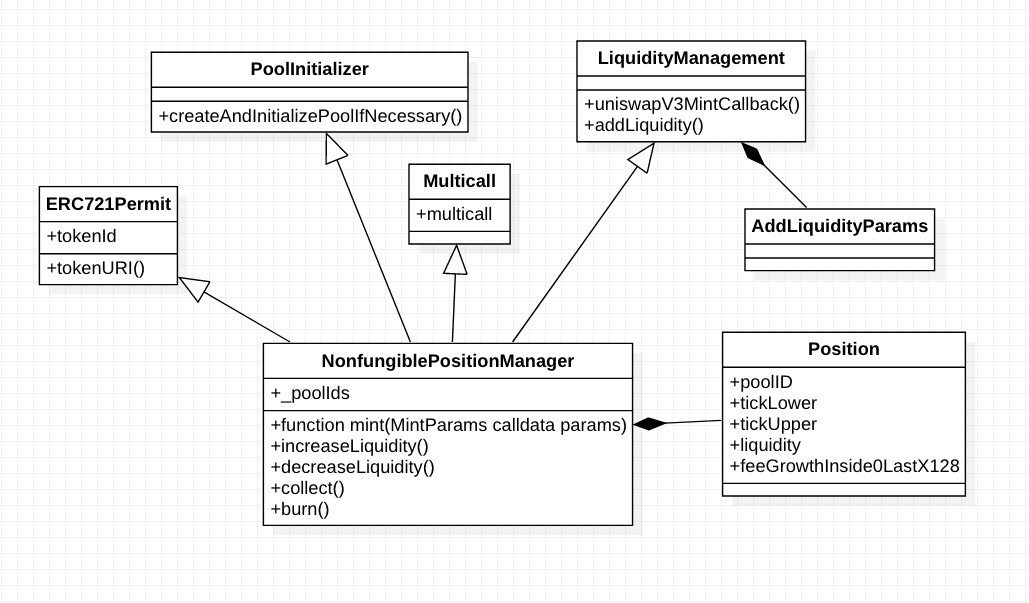 PoolInitializer
+createAndInitializePoolIfNecessary()
LiquidityManagement
+uniswapV3MintCallback()
+addLiquidity()
Multicall
+multicall
ERC721Permit
+tokenId
+tokenURI()
AddLiquidityParams
NonfungiblePositionManager
+_poolIds
+function mint(MintParams calldata params)
+increaseLiquidity()
+decreaseLiquidity()
+collect()
+burn()
Position
+poolID
+tickLower
+tickUpper
+liquidity
+feeGrowthInside0LastX128